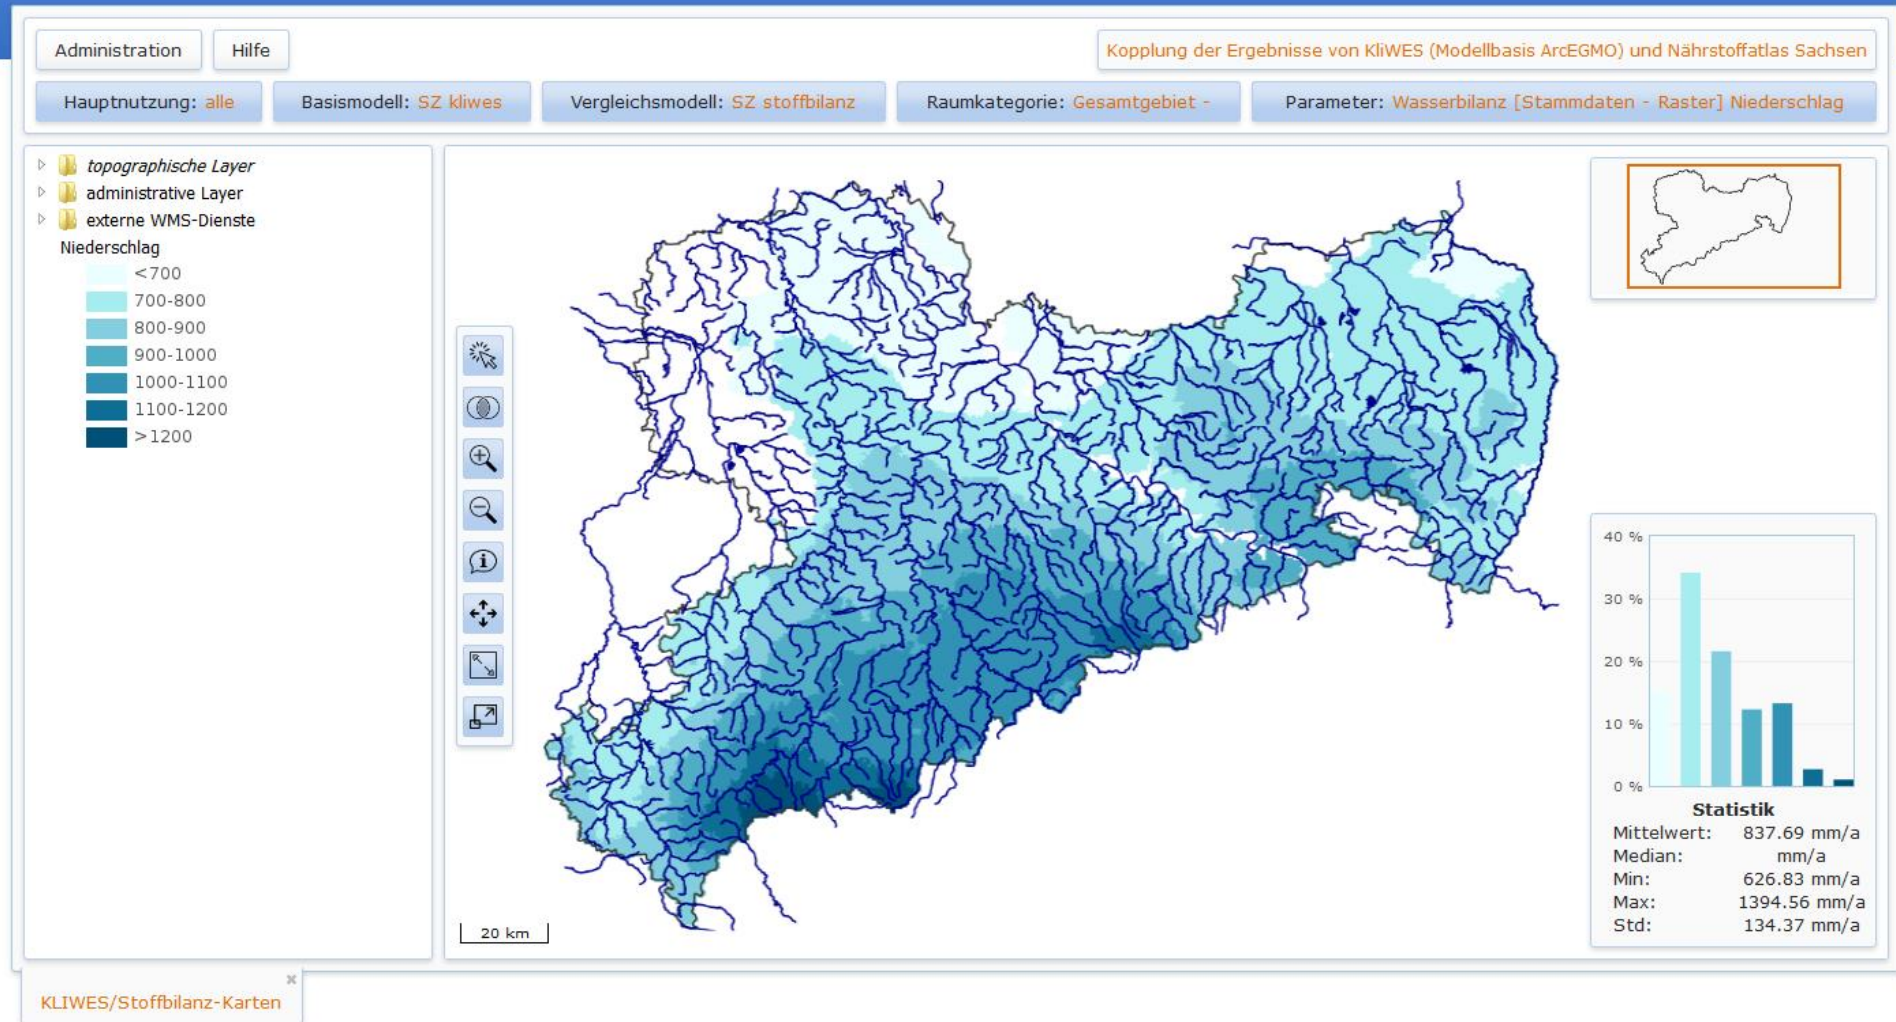 Administration
Hilfe
Kopplung der Ergebnisse von KliWES (Modellbasis ArcEGMO) und Nährstoffatlas Sachsen
Hauptnutzung: alle
Basismodell: SZ kliwes
Vergleichsmodell: SZ stoffbilanz
Raumkategorie: Gesamtgebiet -
Parameter: Wasserbilanz [Stammdaten - Raster] Niederschlag
topographische Layer
administrative Layer
externe WMS-Dienste
Niederschlag
<700
700-800
800-900
900-1000
1000-1100
1100-1200
>1200
20 km
40 %
30 %
20 %
10 %
0 %
Statistik
Mittelwert: 837.69 mm/a
Median: mm/a
Min: 626.83 mm/a
Max: 1394.56 mm/a
Std: 134.37 mm/a
KLIWES/Stoffbilanz-Karten